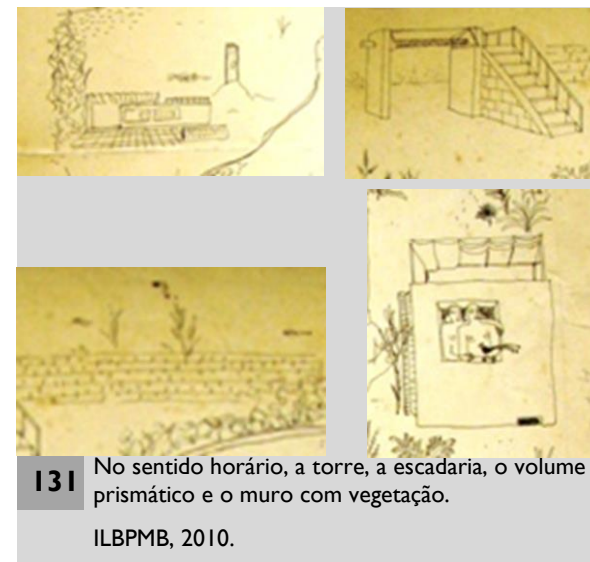 131
No sentido horário, a torre, a escadaria, o volume
prismático e o muro com vegetação.
ILBPMB, 2010.